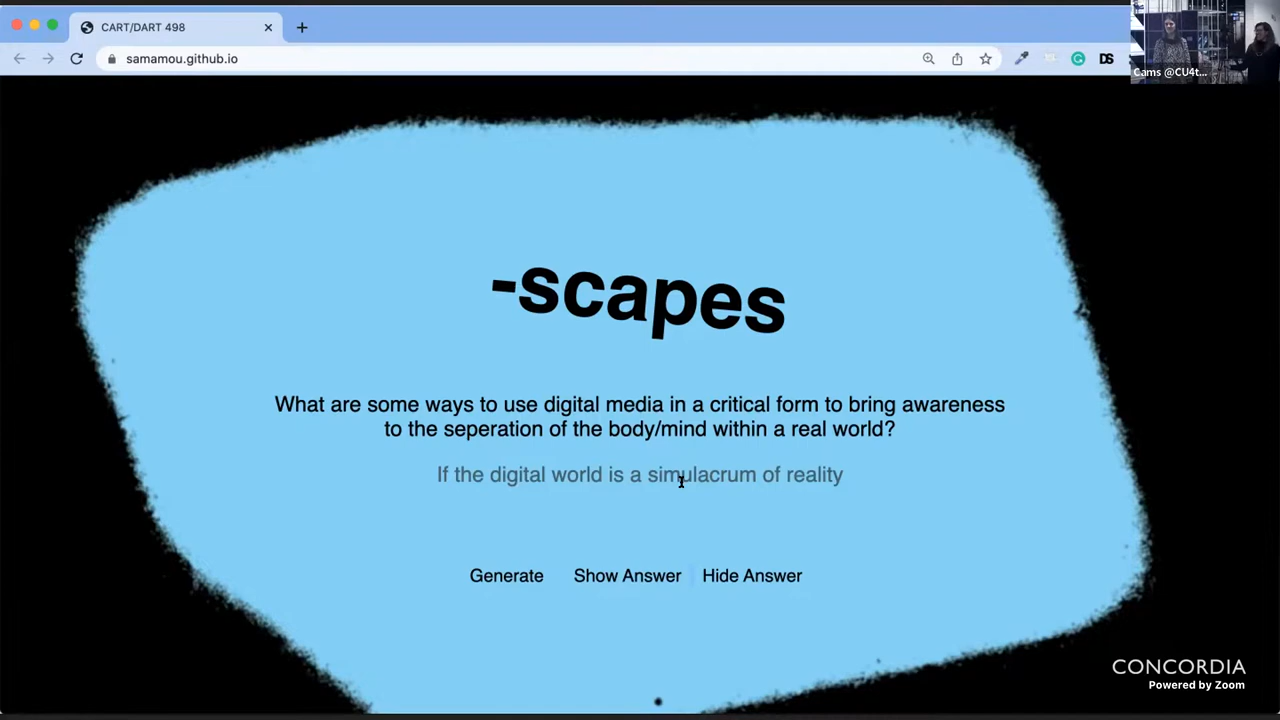 CART/DART 498
samamou.github.io
DS
Cams @CU4t...
-scapes
What are some ways to use digital media in a critical form to bring awareness
to the seperation of the body/mind within a real world?
If the digital world is a simulacrum of reality
Generate Show Answer Hide Answer
CONCORDIA
Powered by Zoom